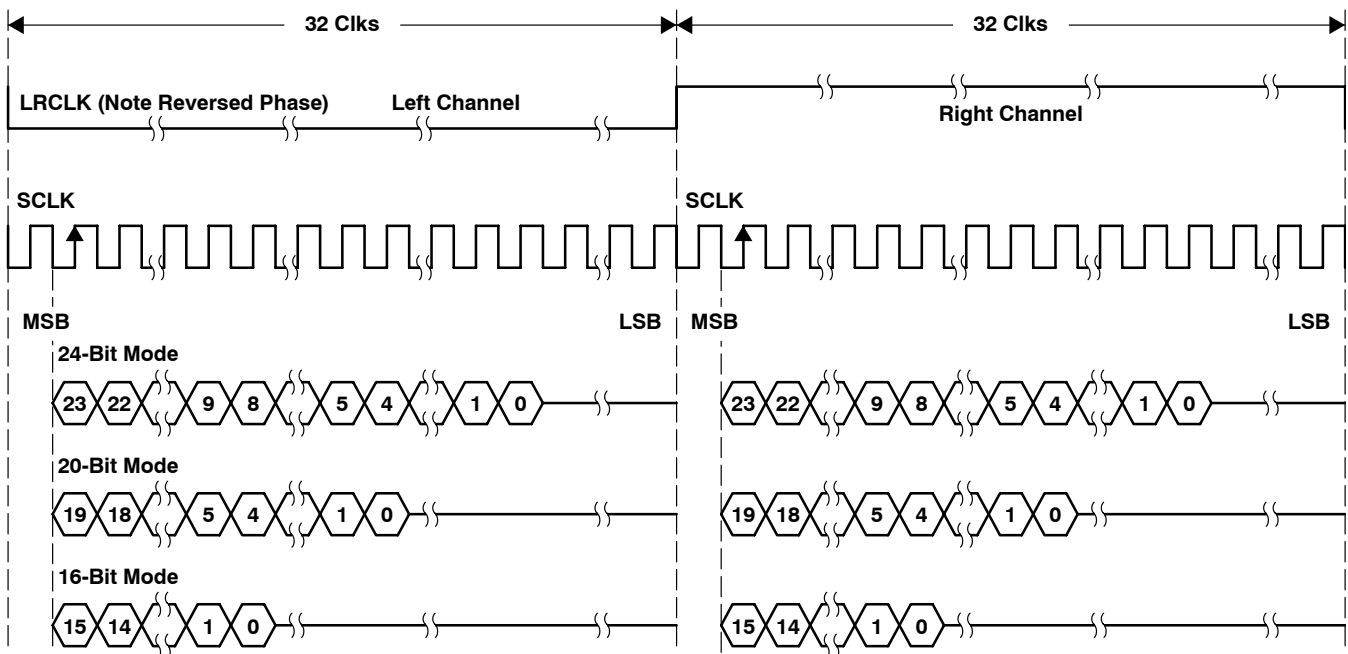 32 Clks 32 Clks
LRCLK (Note Reversed Phase) Left Channel
Right Channel
SCLK SCLK
MSB LSB MSB LSB
24-Bit Mode
23 22 9 8 5 4 1 0 23 22 9 8 5 4 1 0
20-Bit Mode
19 18 5 4 1 0 19 18 5 4 1 0
16-Bit Mode
15 14 1 0 15 14 1 0